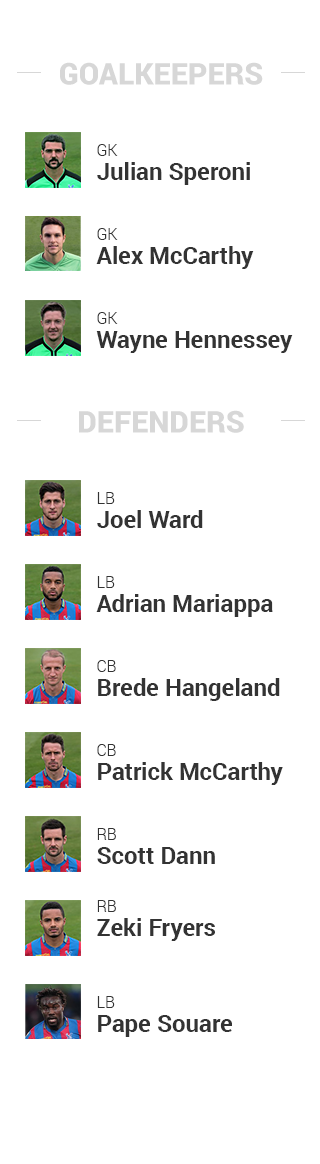 GOALKEEPERS
GK
Julian Speroni
GK
Alex McCarthy
GK
Wayne Hennessey
DEFENDERS
LB
Joel Ward
LB
Adrian Mariappa
CB
Brede Hangeland
CB
Patrick McCarthy
RB
Scott Dann
RB
Zeki Fryers
LB
Pape Souare